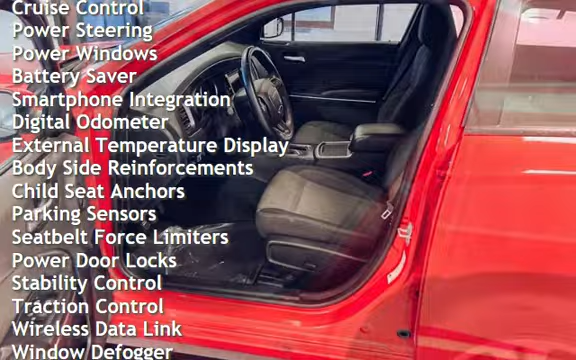 Cruise Control
Power Steering
Power Windows
Battery Saver
Smartphone Integration
Digital Odometer
External Temperature Display
Body Side Reinforcements
Child Seat Anchors
Parking Sensors
Seatbelt Force Limiters
Power Door Locks
Stability Control
Traction Control
Wireless Data Link
Window Defogger